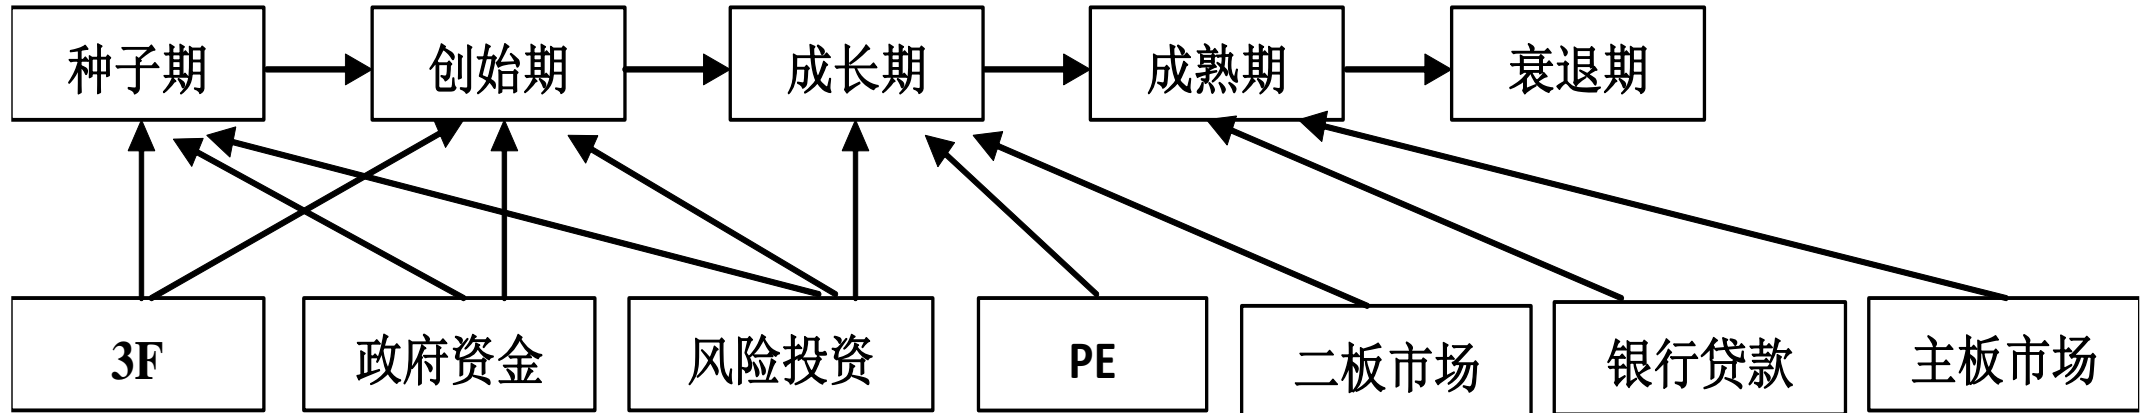 种子期
创始期
成长期
成熟期
衰退期
3F
政府资金
风险投资
PE
二板市场
银行贷款
主板市场